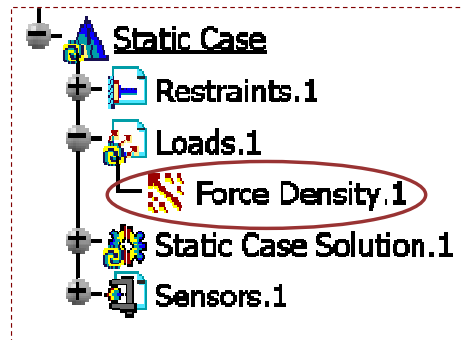 Static Case
Restraints.1
Loads.1
Force Density.1
Static Case Solution.1
Sensors.1